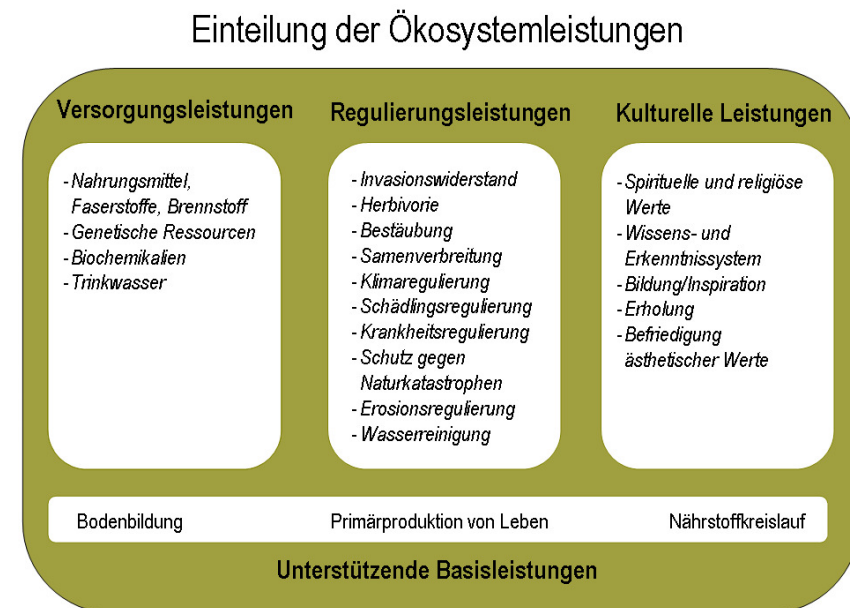 Einteilung der Ökosystemleistungen
Versorgungsleistungen
- Nahrungsmittel,
Faserstoffe, Brennstoff
- Genetische Ressourcen
- Biochemikalien
- Trinkwasser
Regulierungsleistungen
- Invasionswiderstand
- Herbivorie
- Bestäubung
- Samenverbreitung
- Klimaregulierung
- Schädlingsregulierung
- Krankheitsregulierung
- Schutz gegen
Naturkatastrophen
- Erosionsregulierung
- Wasserreinigung
Kulturelle Leistungen
- Spirituelle und religiöse
Werte
- Wissens- und
Erkenntnissystem
- Bildung/Inspiration
- Erholung
- Befriedigung
ästhetischer Werte
Bodenbildung Primärproduktion von Leben Nährstoffkreislauf
Unterstützende Basisleistungen